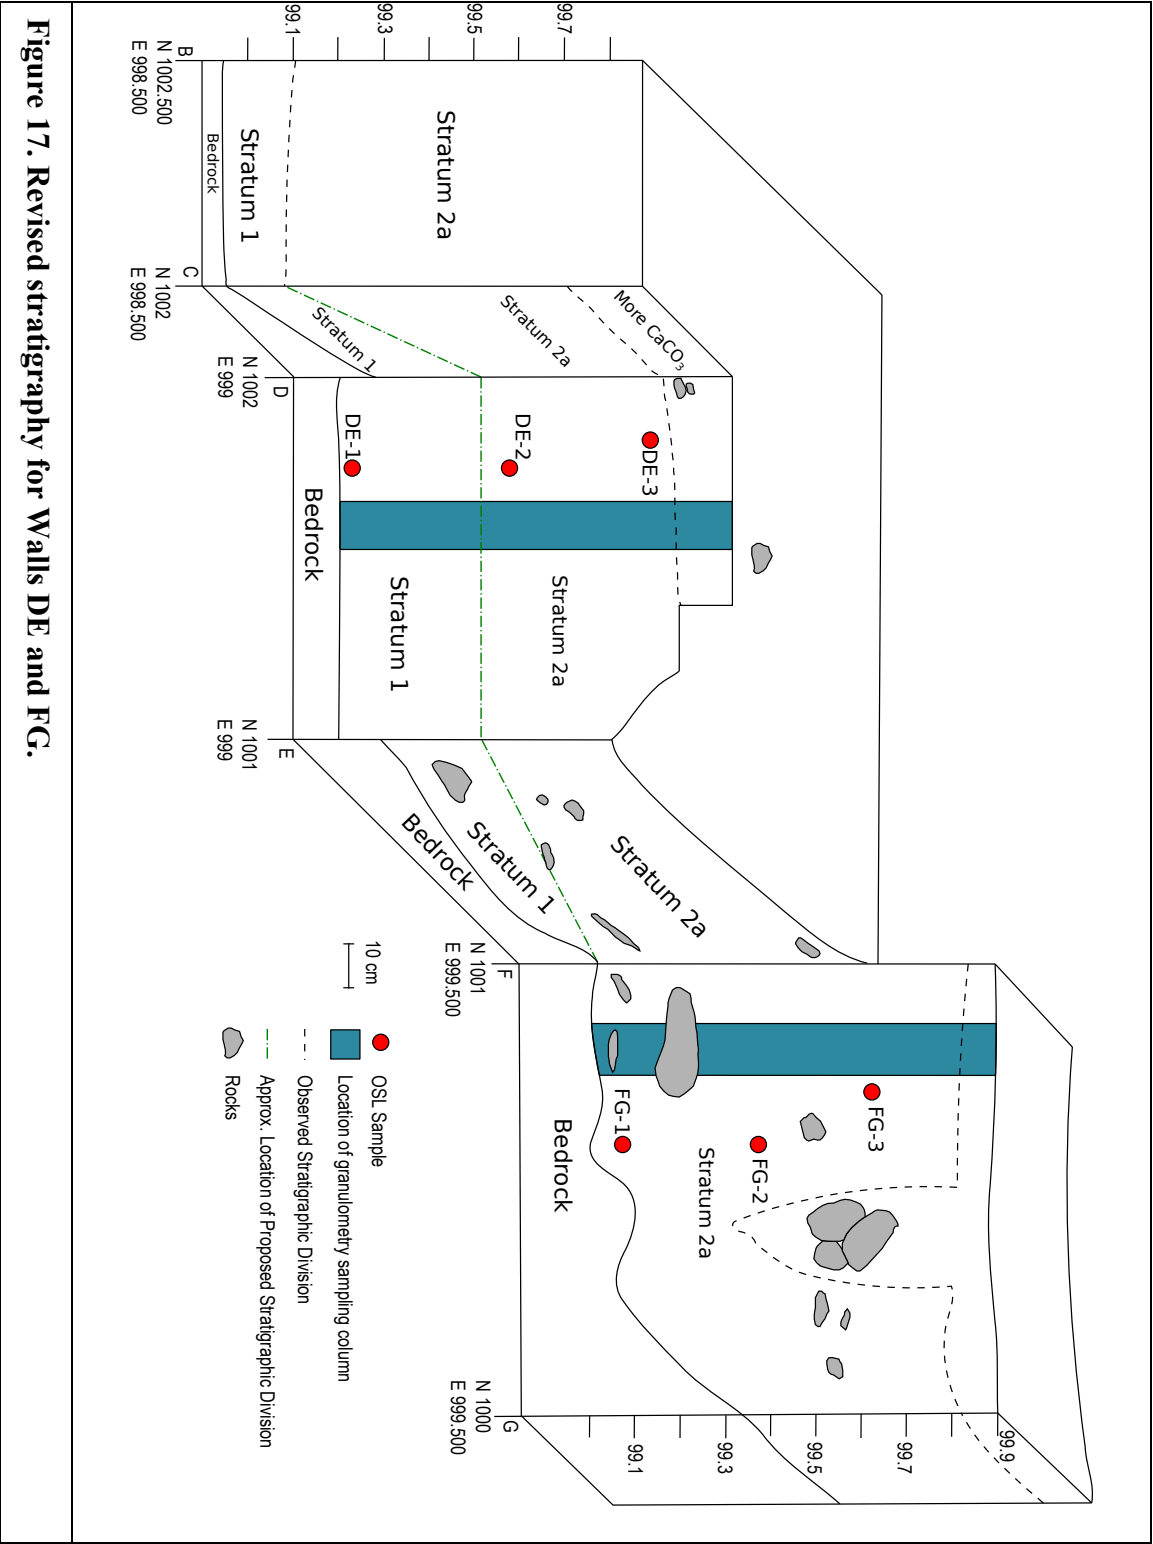 99.1
99.3
99.5
99.7
B
N 1002.500
E 998.500
Stratum 2a
Stratum 1
Bedrock
C
N 1002
E 998.500
More CaCO3
Stratum 2a
Stratum 1
N 1002
E 999
D
DE-3
DE-2
DE-1
Stratum 2a
Stratum 1
Bedrock
N 1001
E 999
E
Stratum 2a
Stratum 1
Bedrock
N 1001
E 999.500
F
FG-3
FG-2
FG-1
Stratum 2a
Bedrock
N 1000
E 999.500
G
99.9
99.7
99.5
99.3
99.1
10 cm
OSL Sample
Location of granulometry sampling column
Observed Stratigraphic Division
Approx. Location of Proposed Stratigraphic Division
Rocks
Figure 17. Revised stratigraphy for Walls DE and FG.